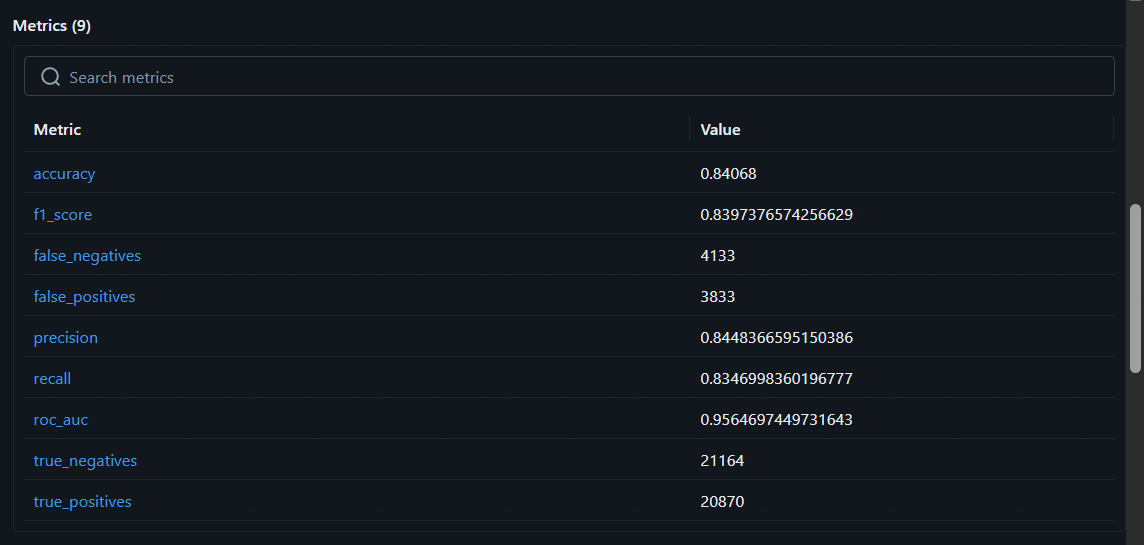 Metrics (9)
Search metrics
Metric Value
accuracy 0.84068
f1_score 0.8397376574256629
false_negatives 4133
false_positives 3833
precision 0.8448366595150386
recall 0.8346998360196777
roc_auc 0.9564697449731643
true_negatives 21164
true_positives 20870